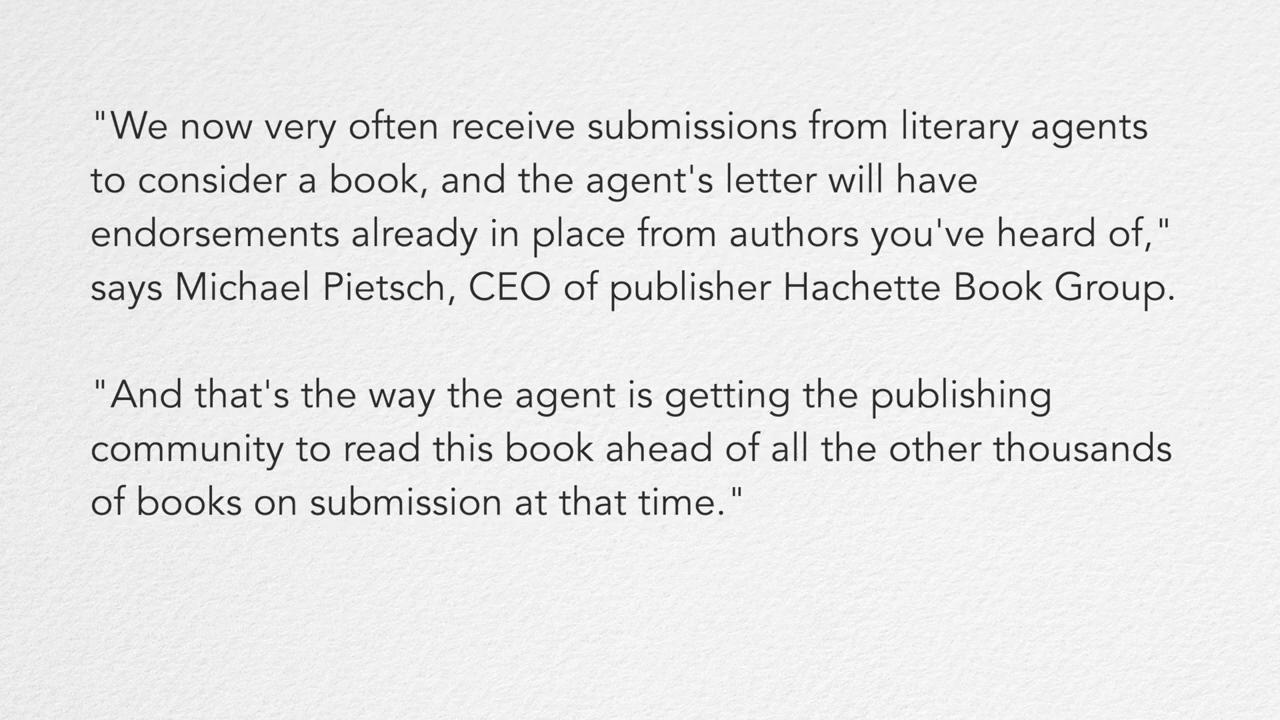 "We now very often receive submissions from literary agents
to consider a book, and the agent's letter will have
endorsements already in place from authors you've heard of,"
says Michael Pietsch, CEO of publisher Hachette Book Group.
"And that's the way the agent is getting the publishing
community to read this book ahead of all the other thousands
of books on submission at that time."